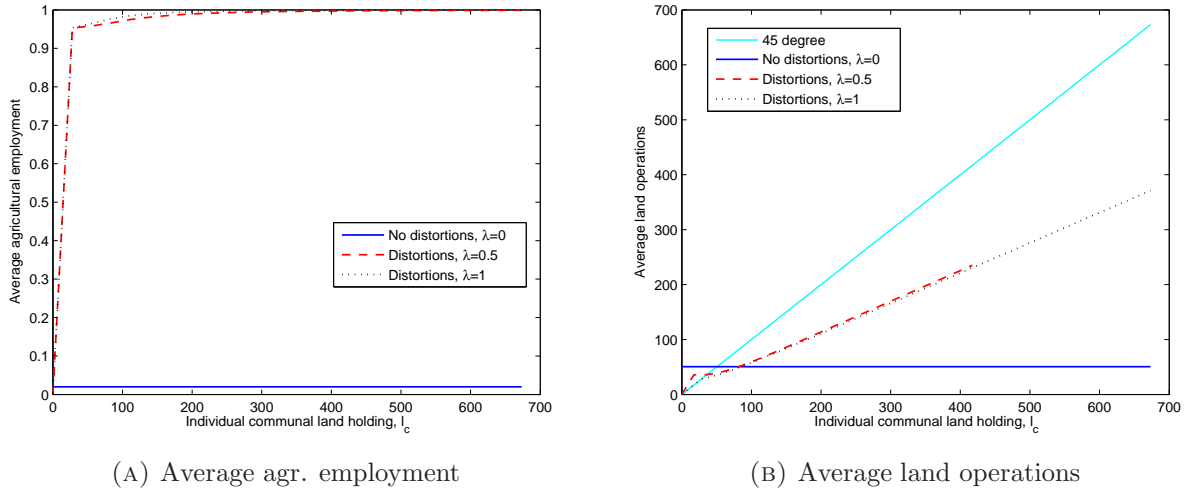 1
0.9
0.8
0.7
0.6
0.5
0.4
0.3
0.2
0.1
0
Average agricultural employment
No distortions, λ=0
Distortions, λ=0.5
Distortions, λ=1
0 100 200 300 400 500 600 700
Individual communal land holding, l_c
(A) Average agr. employment
700
600
500
400
300
200
100
0
Average land operations
45 degree
No distortions, λ=0
Distortions, λ=0.5
Distortions, λ=1
0 100 200 300 400 500 600 700
Individual communal land holding, l_c
(B) Average land operations